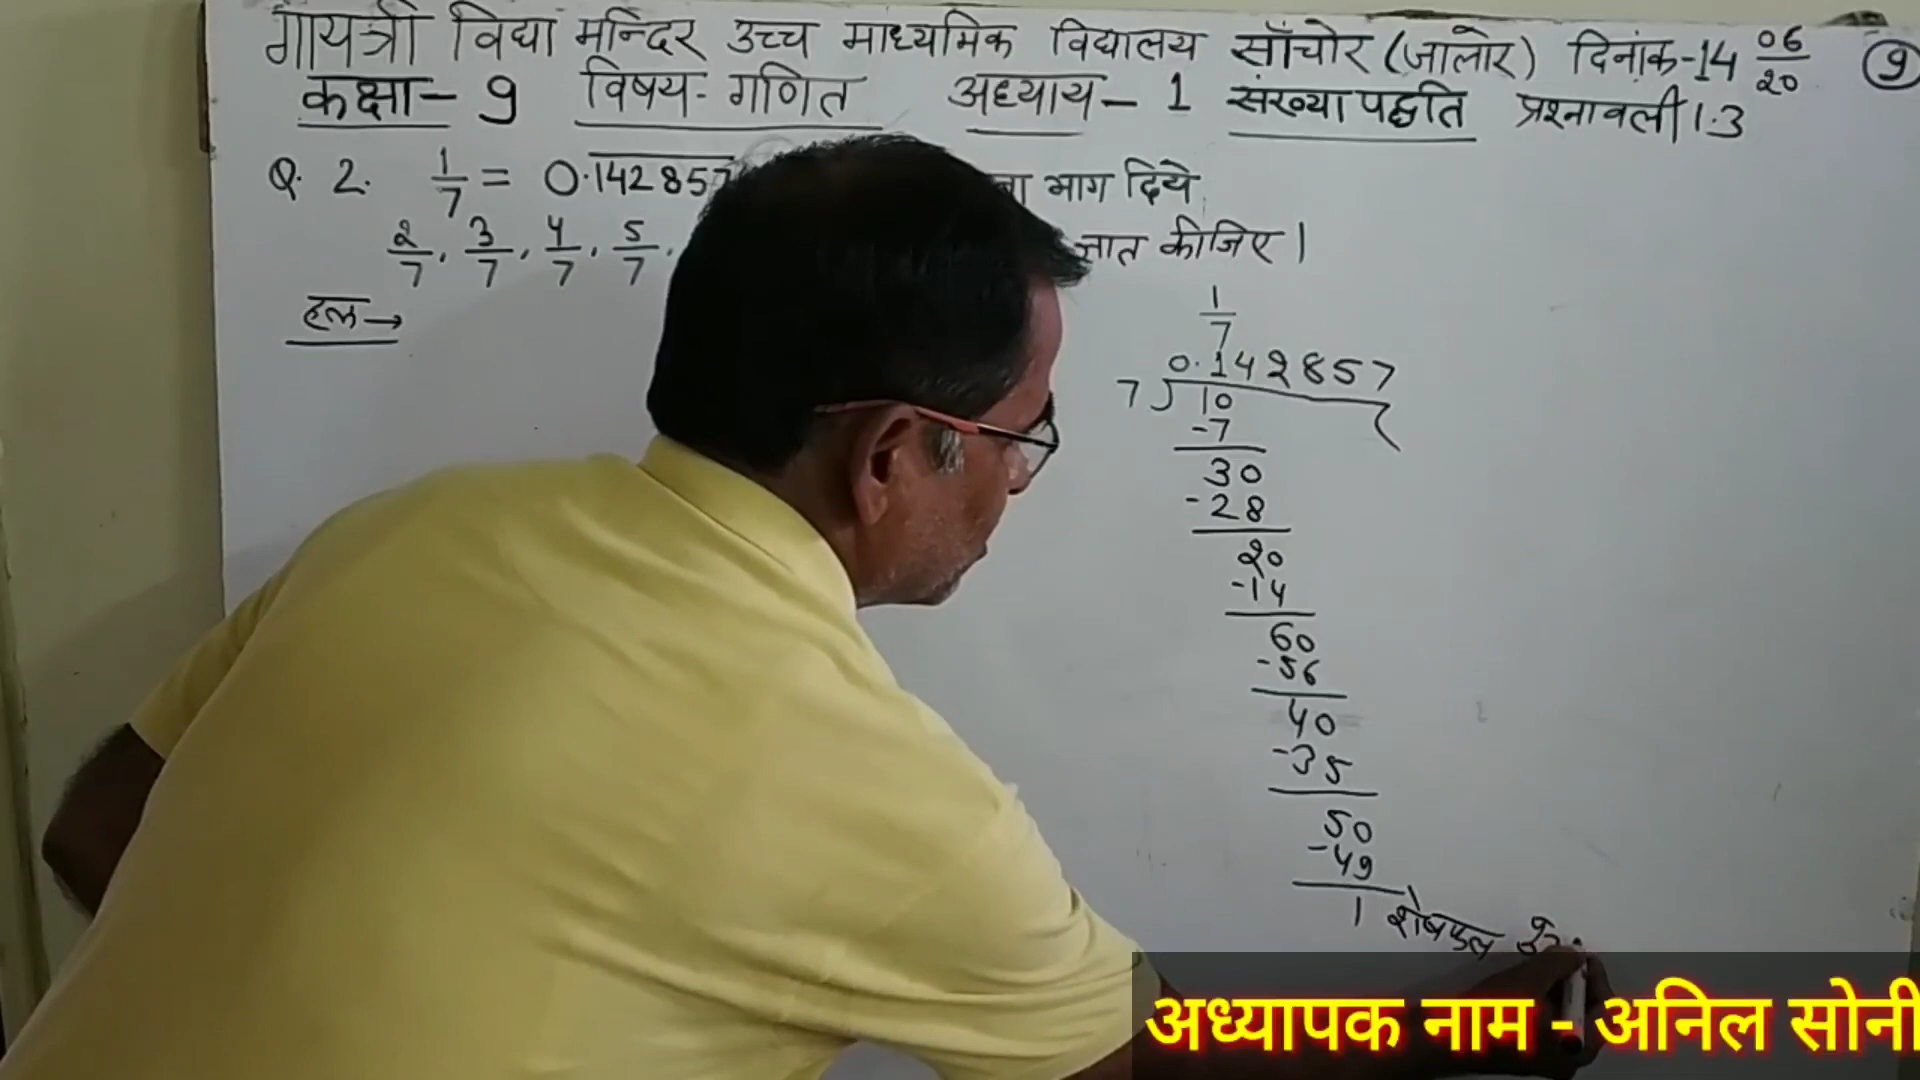 गायत्री विद्या मन्दिर उच्च माध्यमिक विद्यालय साँचोर (जालोर) दिनांक-14 06/20 9
कक्षा- 9 विषय- गणित अध्याय- 1 संख्या पद्धति प्रश्नावली 1.3
Q. 2. 1/7 = 0.142857 भाग दिये
2/7, 3/7, 4/7, 5/7, ज्ञात कीजिए।
हल→
1/7
0.142857
7 10
-7
30
-28
20
-14
60
-56
40
-35
50
-49
1 शेषफल
अध्यापक नाम - अनिल सोनी